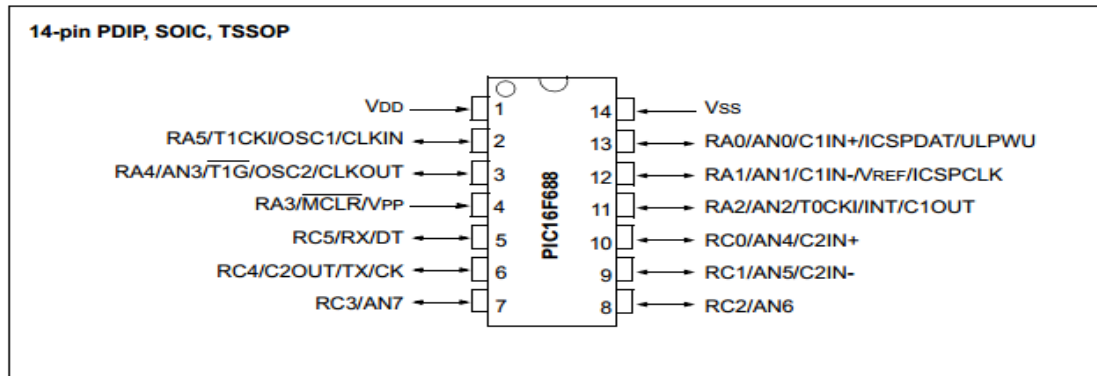 14-pin PDIP, SOIC, TSSOP
VDD 1 14 VSS
RA5/T1CKI/OSC1/CLKIN 2 13 RA0/AN0/C1IN+/ICSPDAT/ULPWU
RA4/AN3/T1G/OSC2/CLKOUT 3 12 RA1/AN1/C1IN-/VREF/ICSPCLK
RA3/MCLR/VPP 4 11 RA2/AN2/T0CKI/INT/C1OUT
RC5/RX/DT 5 10 RC0/AN4/C2IN+
RC4/C2OUT/TX/CK 6 9 RC1/AN5/C2IN-
RC3/AN7 7 8 RC2/AN6
PIC16F688